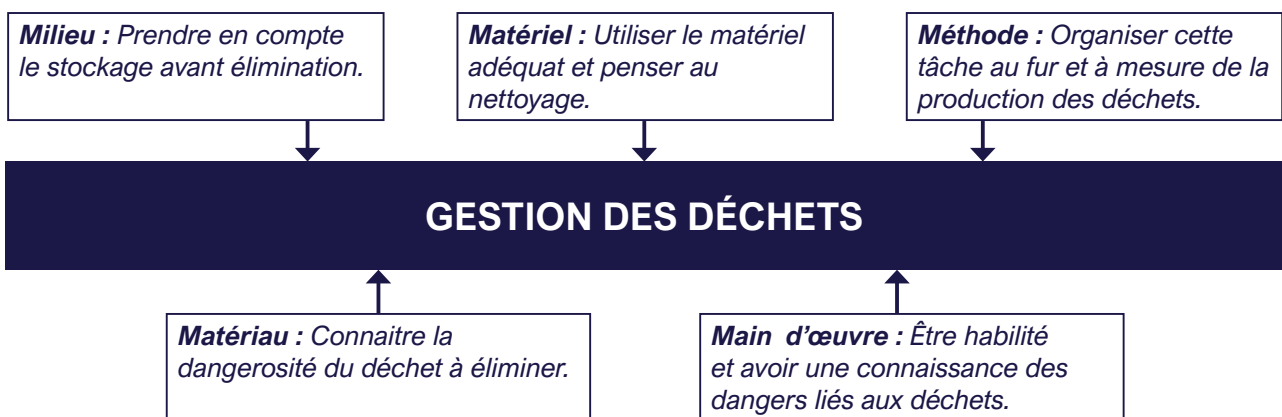 Milieu : Prendre en compte
le stockage avant élimination.
Matériel : Utiliser le matériel
adéquat et penser au
nettoyage.
Méthode : Organiser cette
tâche au fur et à mesure de la
production des déchets.
GESTION DES DÉCHETS
Matériau : Connaitre la
dangerosité du déchet à éliminer.
Main d'œuvre : Être habilité
et avoir une connaissance des
dangers liés aux déchets.